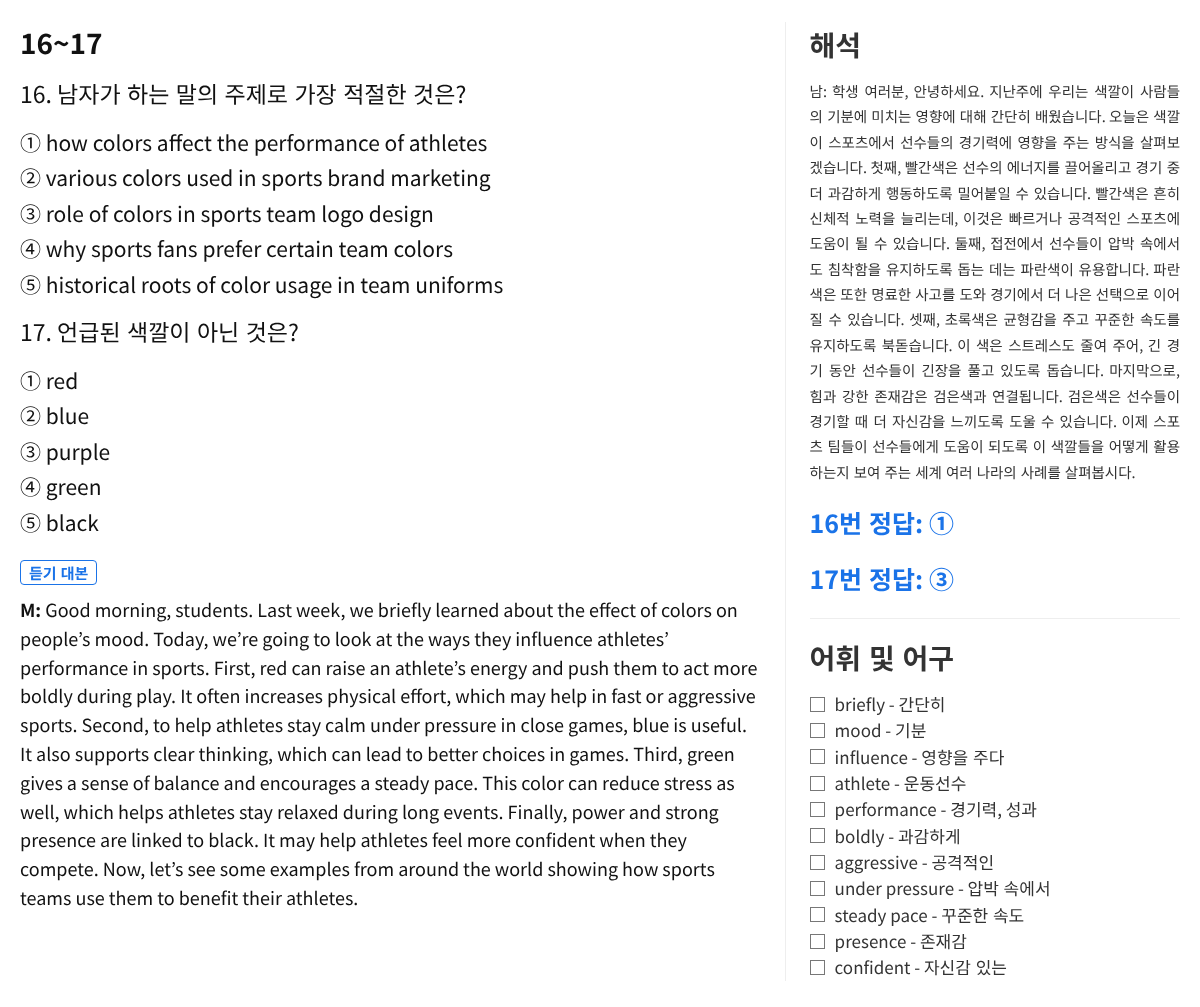 16~17
16. 남자가 하는 말의 주제로 가장 적절한 것은?
① how colors affect the performance of athletes
② various colors used in sports brand marketing
③ role of colors in sports team logo design
④ why sports fans prefer certain team colors
⑤ historical roots of color usage in team uniforms
17. 언급된 색깔이 아닌 것은?
① red
② blue
③ purple
④ green
⑤ black
듣기 대본
M: Good morning, students. Last week, we briefly learned about the effect of colors on
people’s mood. Today, we’re going to look at the ways they influence athletes’
performance in sports. First, red can raise an athlete’s energy and push them to act more
boldly during play. It often increases physical effort, which may help in fast or aggressive
sports. Second, to help athletes stay calm under pressure in close games, blue is useful.
It also supports clear thinking, which can lead to better choices in games. Third, green
gives a sense of balance and encourages a steady pace. This color can reduce stress as
well, which helps athletes stay relaxed during long events. Finally, power and strong
presence are linked to black. It may help athletes feel more confident when they
compete. Now, let’s see some examples from around the world showing how sports
teams use them to benefit their athletes.
해석
남: 학생 여러분, 안녕하세요. 지난주에 우리는 색깔이 사람들
의 기분에 미치는 영향에 대해 간단히 배웠습니다. 오늘은 색깔
이 스포츠에서 선수들의 경기력에 영향을 주는 방식을 살펴보
겠습니다. 첫째, 빨간색은 선수의 에너지를 끌어올리고 경기 중
더 과감하게 행동하도록 밀어붙일 수 있습니다. 빨간색은 흔히
신체적 노력을 늘리는데, 이것은 빠르거나 공격적인 스포츠에
도움이 될 수 있습니다. 둘째, 접전에서 선수들이 압박 속에서
도 침착함을 유지하도록 돕는 데는 파란색이 유용합니다. 파란
색은 또한 명료한 사고를 도와 경기에서 더 나은 선택으로 이어
질 수 있습니다. 셋째, 초록색은 균형감을 주고 꾸준한 속도를
유지하도록 북돋습니다. 이 색은 스트레스도 줄여 주어, 긴 경
기 동안 선수들이 긴장을 풀고 있도록 돕습니다. 마지막으로,
힘과 강한 존재감은 검은색과 연결됩니다. 검은색은 선수들이
경기할 때 더 자신감을 느끼도록 도울 수 있습니다. 이제 스포
츠 팀들이 선수들에게 도움이 되도록 이 색깔들을 어떻게 활용
하는지 보여 주는 세계 여러 나라의 사례를 살펴봅시다.
16번 정답: ①
17번 정답: ③
어휘 및 어구
briefly - 간단히
mood - 기분
influence - 영향을 주다
athlete - 운동선수
performance - 경기력, 성과
boldly - 과감하게
aggressive - 공격적인
under pressure - 압박 속에서
steady pace - 꾸준한 속도
presence - 존재감
confident - 자신감 있는